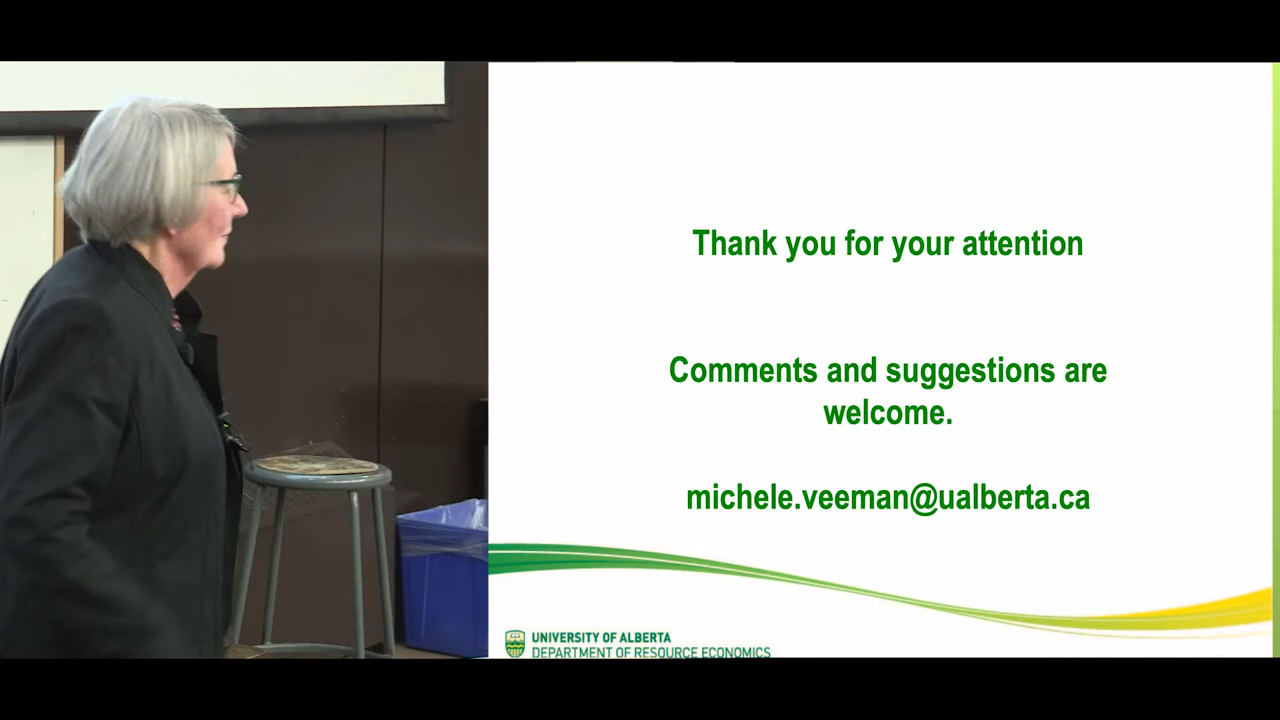 Thank you for your attention
Comments and suggestions are
welcome.
michele.veeman@ualberta.ca
UNIVERSITY OF ALBERTA
DEPARTMENT OF RESOURCE ECONOMICS